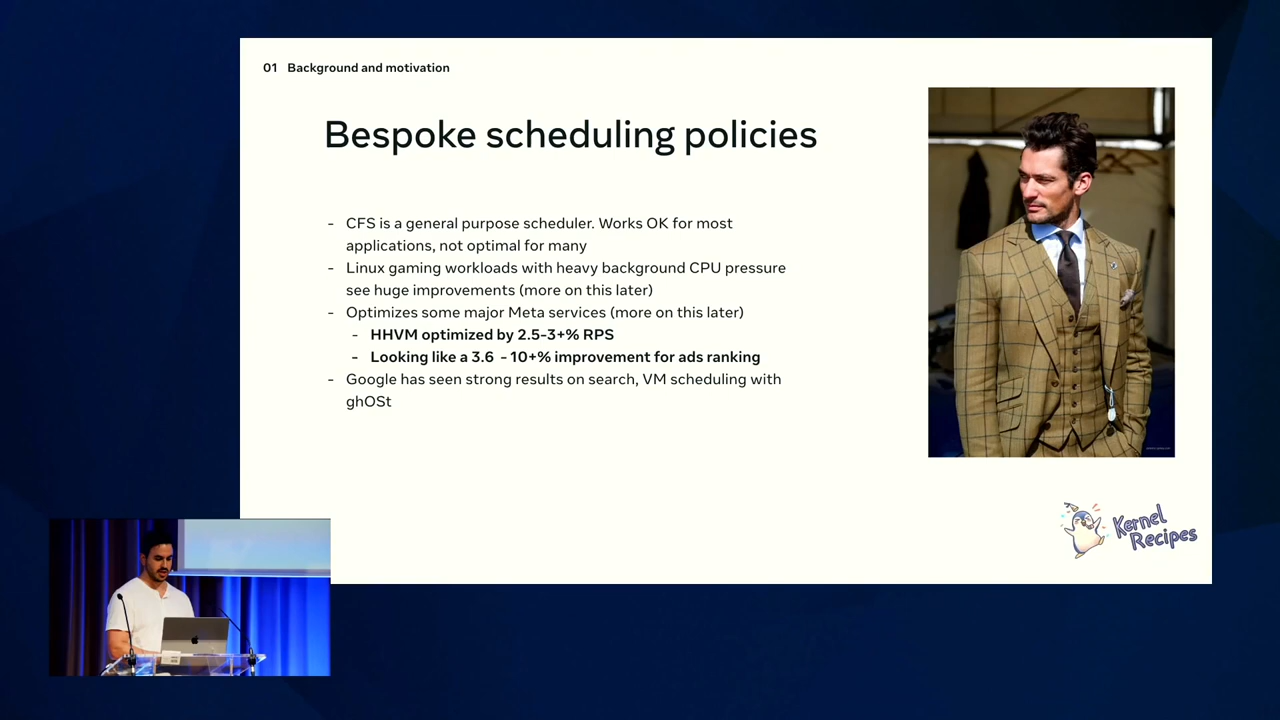 01 Background and motivation
Bespoke scheduling policies
- CFS is a general purpose scheduler. Works OK for most
applications, not optimal for many
- Linux gaming workloads with heavy background CPU pressure
see huge improvements (more on this later)
- Optimizes some major Meta services (more on this later)
- HHVM optimized by 2.5-3+% RPS
- Looking like a 3.6 - 10+% improvement for ads ranking
- Google has seen strong results on search, VM scheduling with
ghOSt
Kernel
Recipes